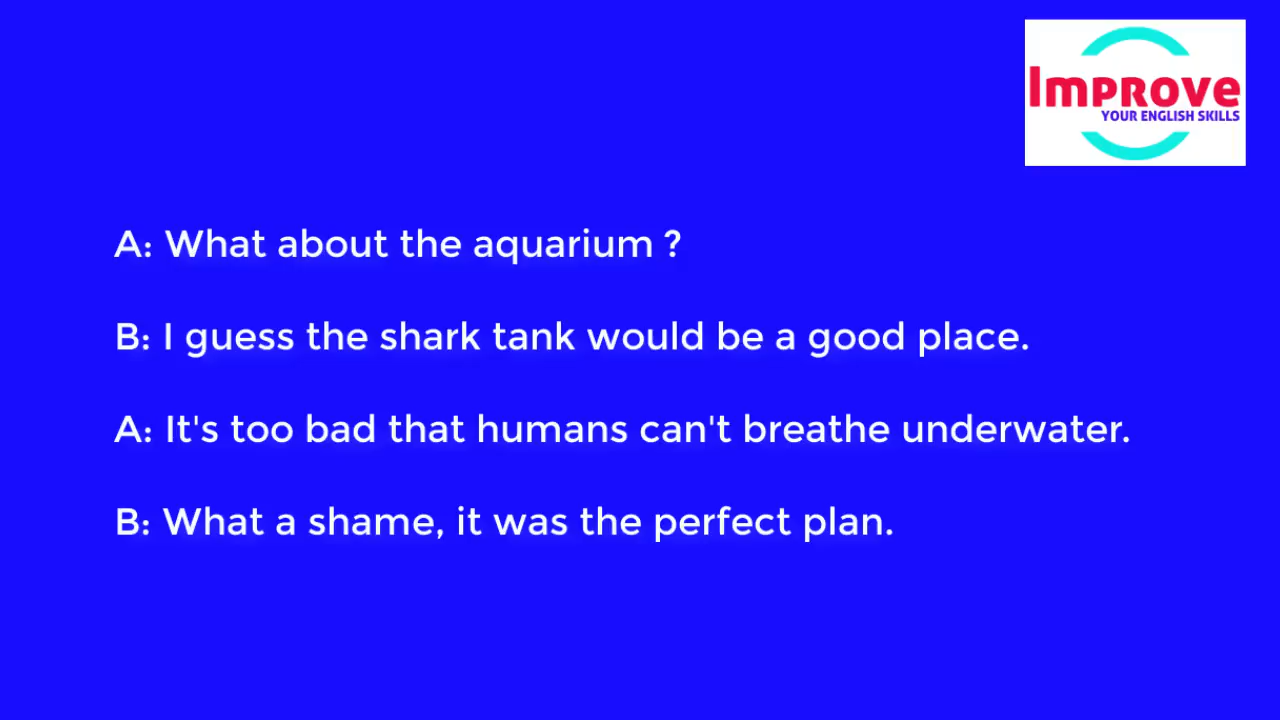 Improve
YOUR ENGLISH SKILLS
A: What about the aquarium ?
B: I guess the shark tank would be a good place.
A: It's too bad that humans can't breathe underwater.
B: What a shame, it was the perfect plan.